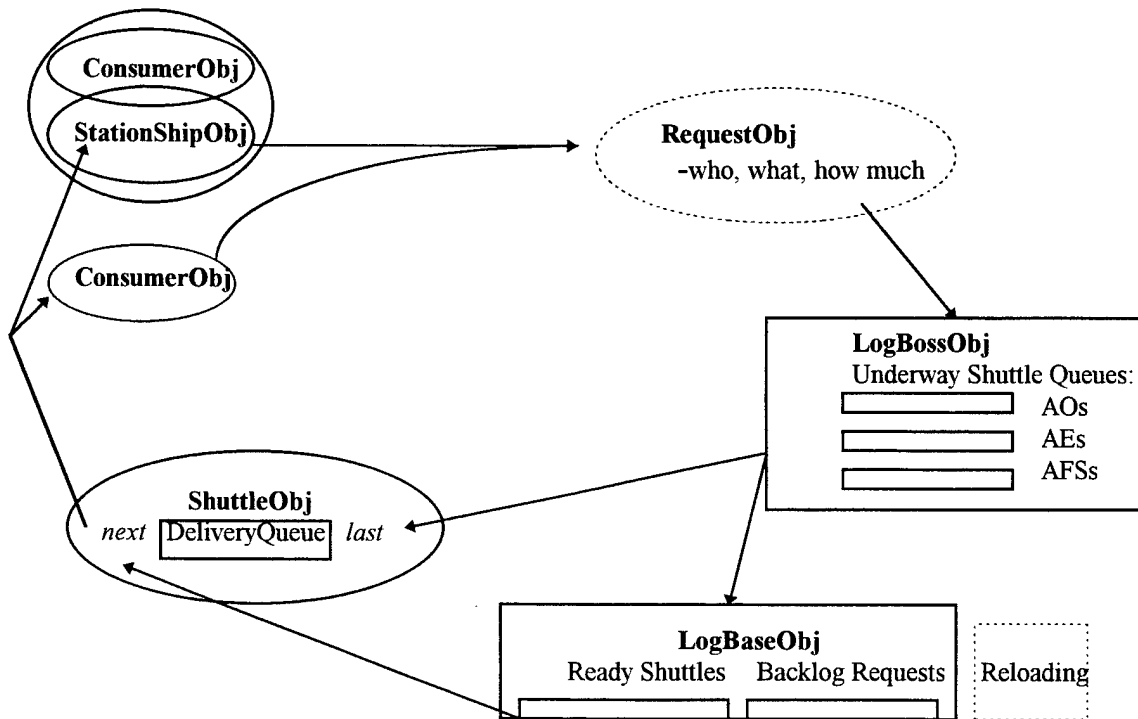 ConsumerObj
StationShipObj
RequestObj
-who, what, how much
ConsumerObj
LogBossObj
Underway Shuttle Queues:
AOs
AEs
AFSs
ShuttleObj
next DeliveryQueue last
LogBaseObj
Ready Shuttles Backlog Requests Reloading